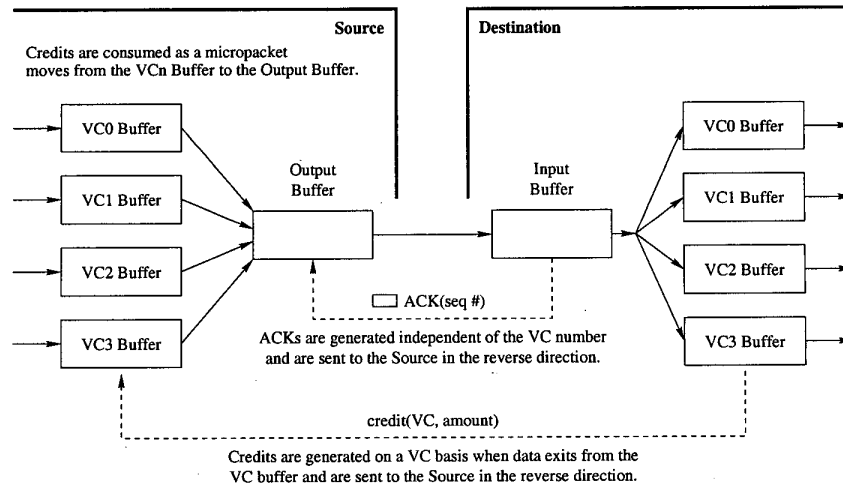 Source
Destination
Credits are consumed as a micropacket
moves from the VCn Buffer to the Output Buffer.
VC0 Buffer
VC1 Buffer
VC2 Buffer
VC3 Buffer
Output
Buffer
Input
Buffer
VC0 Buffer
VC1 Buffer
VC2 Buffer
VC3 Buffer
ACK(seq #)
ACKs are generated independent of the VC number
and are sent to the Source in the reverse direction.
credit(VC, amount)
Credits are generated on a VC basis when data exits from the
VC buffer and are sent to the Source in the reverse direction.